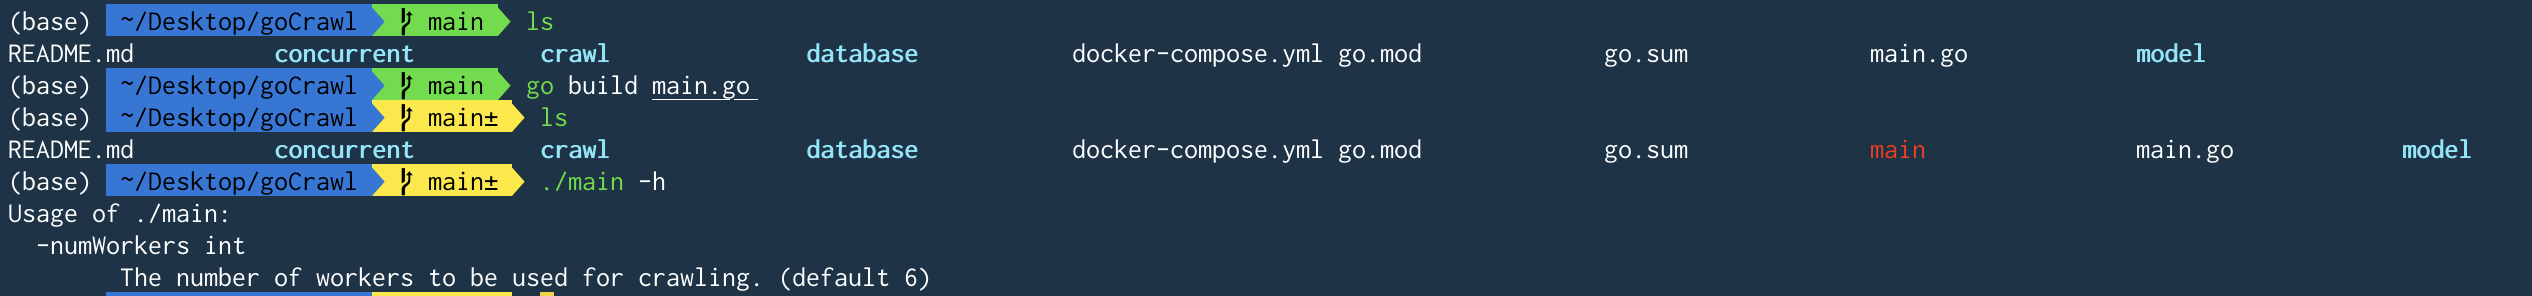 (base) ~/Desktop/goCrawl main ls
README.md concurrent crawl database docker-compose.yml go.mod go.sum main.go model
(base) ~/Desktop/goCrawl main go build main.go
(base) ~/Desktop/goCrawl main± ls
README.md concurrent crawl database docker-compose.yml go.mod go.sum main main.go model
(base) ~/Desktop/goCrawl main± ./main -h
Usage of ./main:
-numWorkers int
The number of workers to be used for crawling. (default 6)